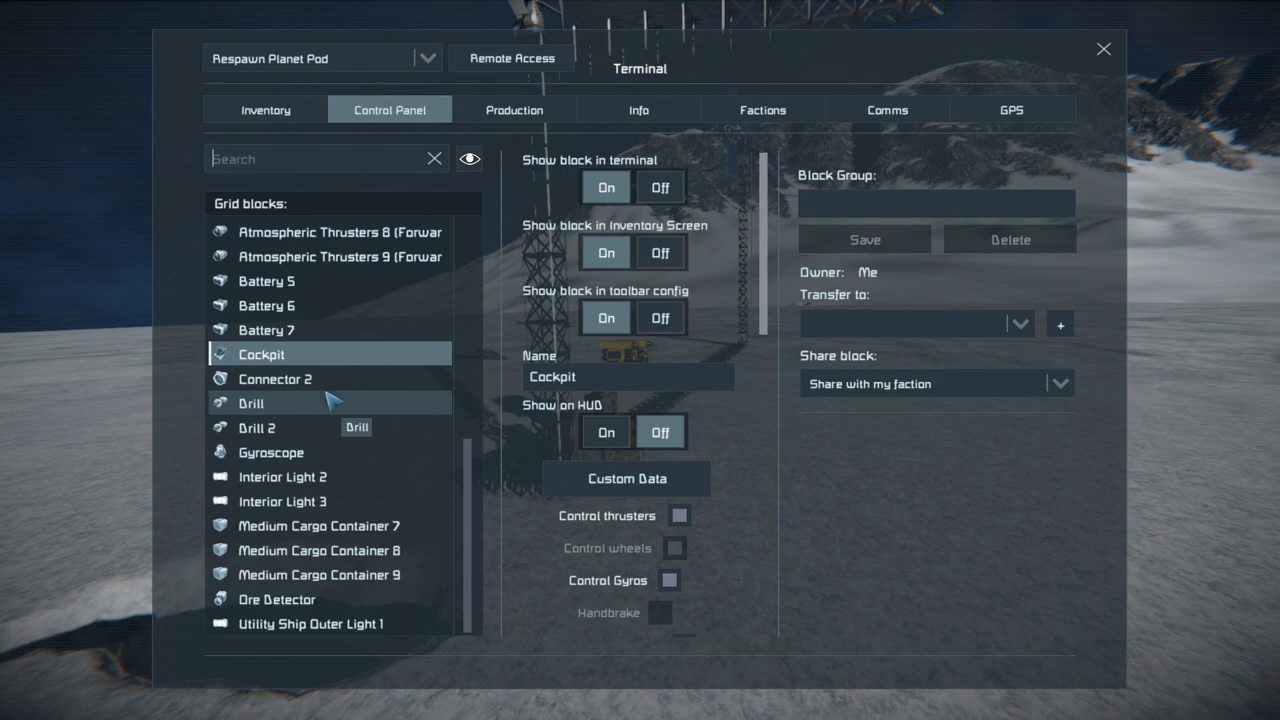 Respawn Planet Pod
Remote Access
Terminal
Inventory
Control Panel
Production
Info
Factions
Comms
GPS
Search
Grid blocks:
Atmospheric Thrusters 8 (Forwar
Atmospheric Thrusters 9 (Forwar
Battery 5
Battery 6
Battery 7
Cockpit
Connector 2
Drill
Drill
Drill 2
Gyroscope
Interior Light 2
Interior Light 3
Medium Cargo Container 7
Medium Cargo Container 8
Medium Cargo Container 9
Ore Detector
Utility Ship Outer Light 1
Show block in terminal
On Off
Show block in Inventory Screen
On Off
Show block in toolbar config
On Off
Name
Cockpit
Show on HUD
On Off
Custom Data
Control thrusters
Control wheels
Control Gyros
Handbrake
Block Group:
Save Delete
Owner: Me
Transfer to:
+
Share block:
Share with my faction